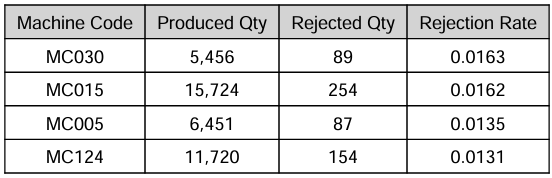 Machine Code Produced Qty Rejected Qty Rejection Rate
MC030 5,456 89 0.0163
MC015 15,724 254 0.0162
MC005 6,451 87 0.0135
MC124 11,720 154 0.0131